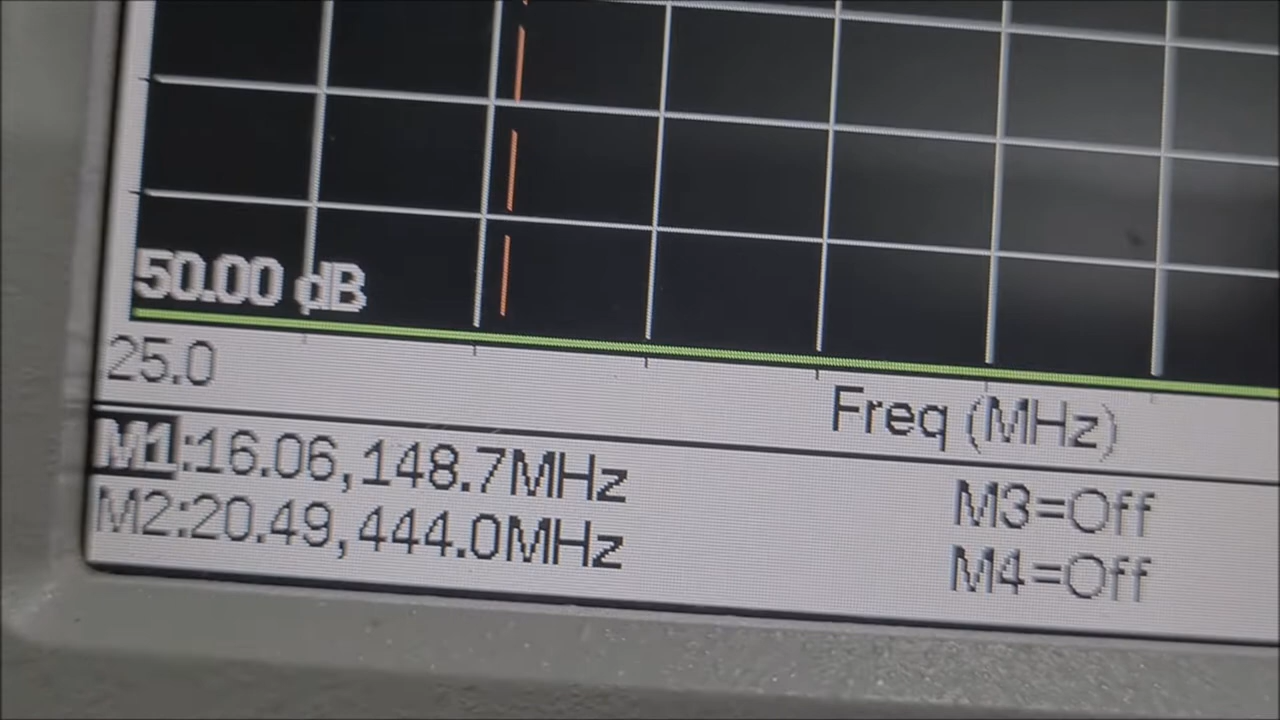 50.00 dB
25.0
Freq (MHz)
M1:16.06,148.7MHz
M2:20.49,444.0MHz
M3=Off
M4=Off